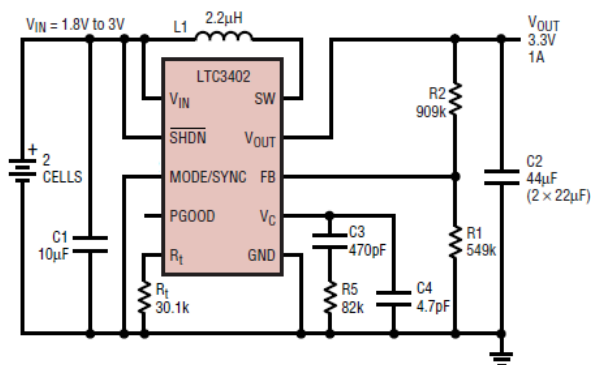 VIN = 1.8V to 3V
L1
2.2µH
VOUT
3.3V
1A
LTC3402
VIN
SW
SHDN
VOUT
MODE/SYNC
FB
PGOOD
VC
Rt
GND
+
2
CELLS
C1
10µF
Rt
30.1k
C3
470pF
R5
82k
C4
4.7pF
R2
909k
R1
549k
C2
44µF
(2 × 22µF)